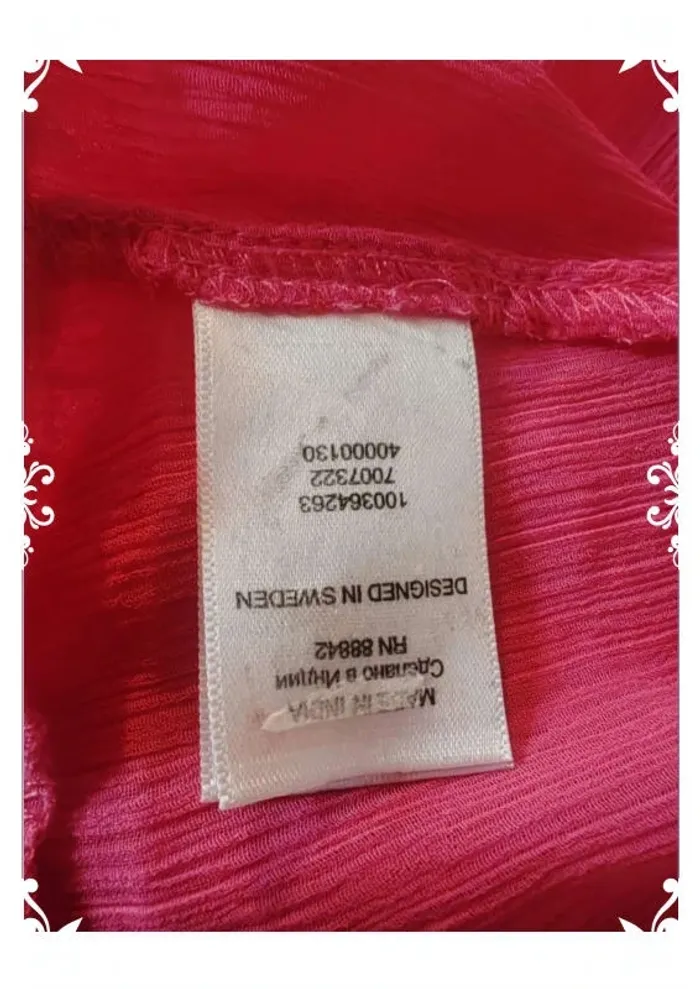 MADE IN INDIA
Сделано в Индии
RN 88842
DESIGNED IN SWEDEN
100364263
7007322
40000130